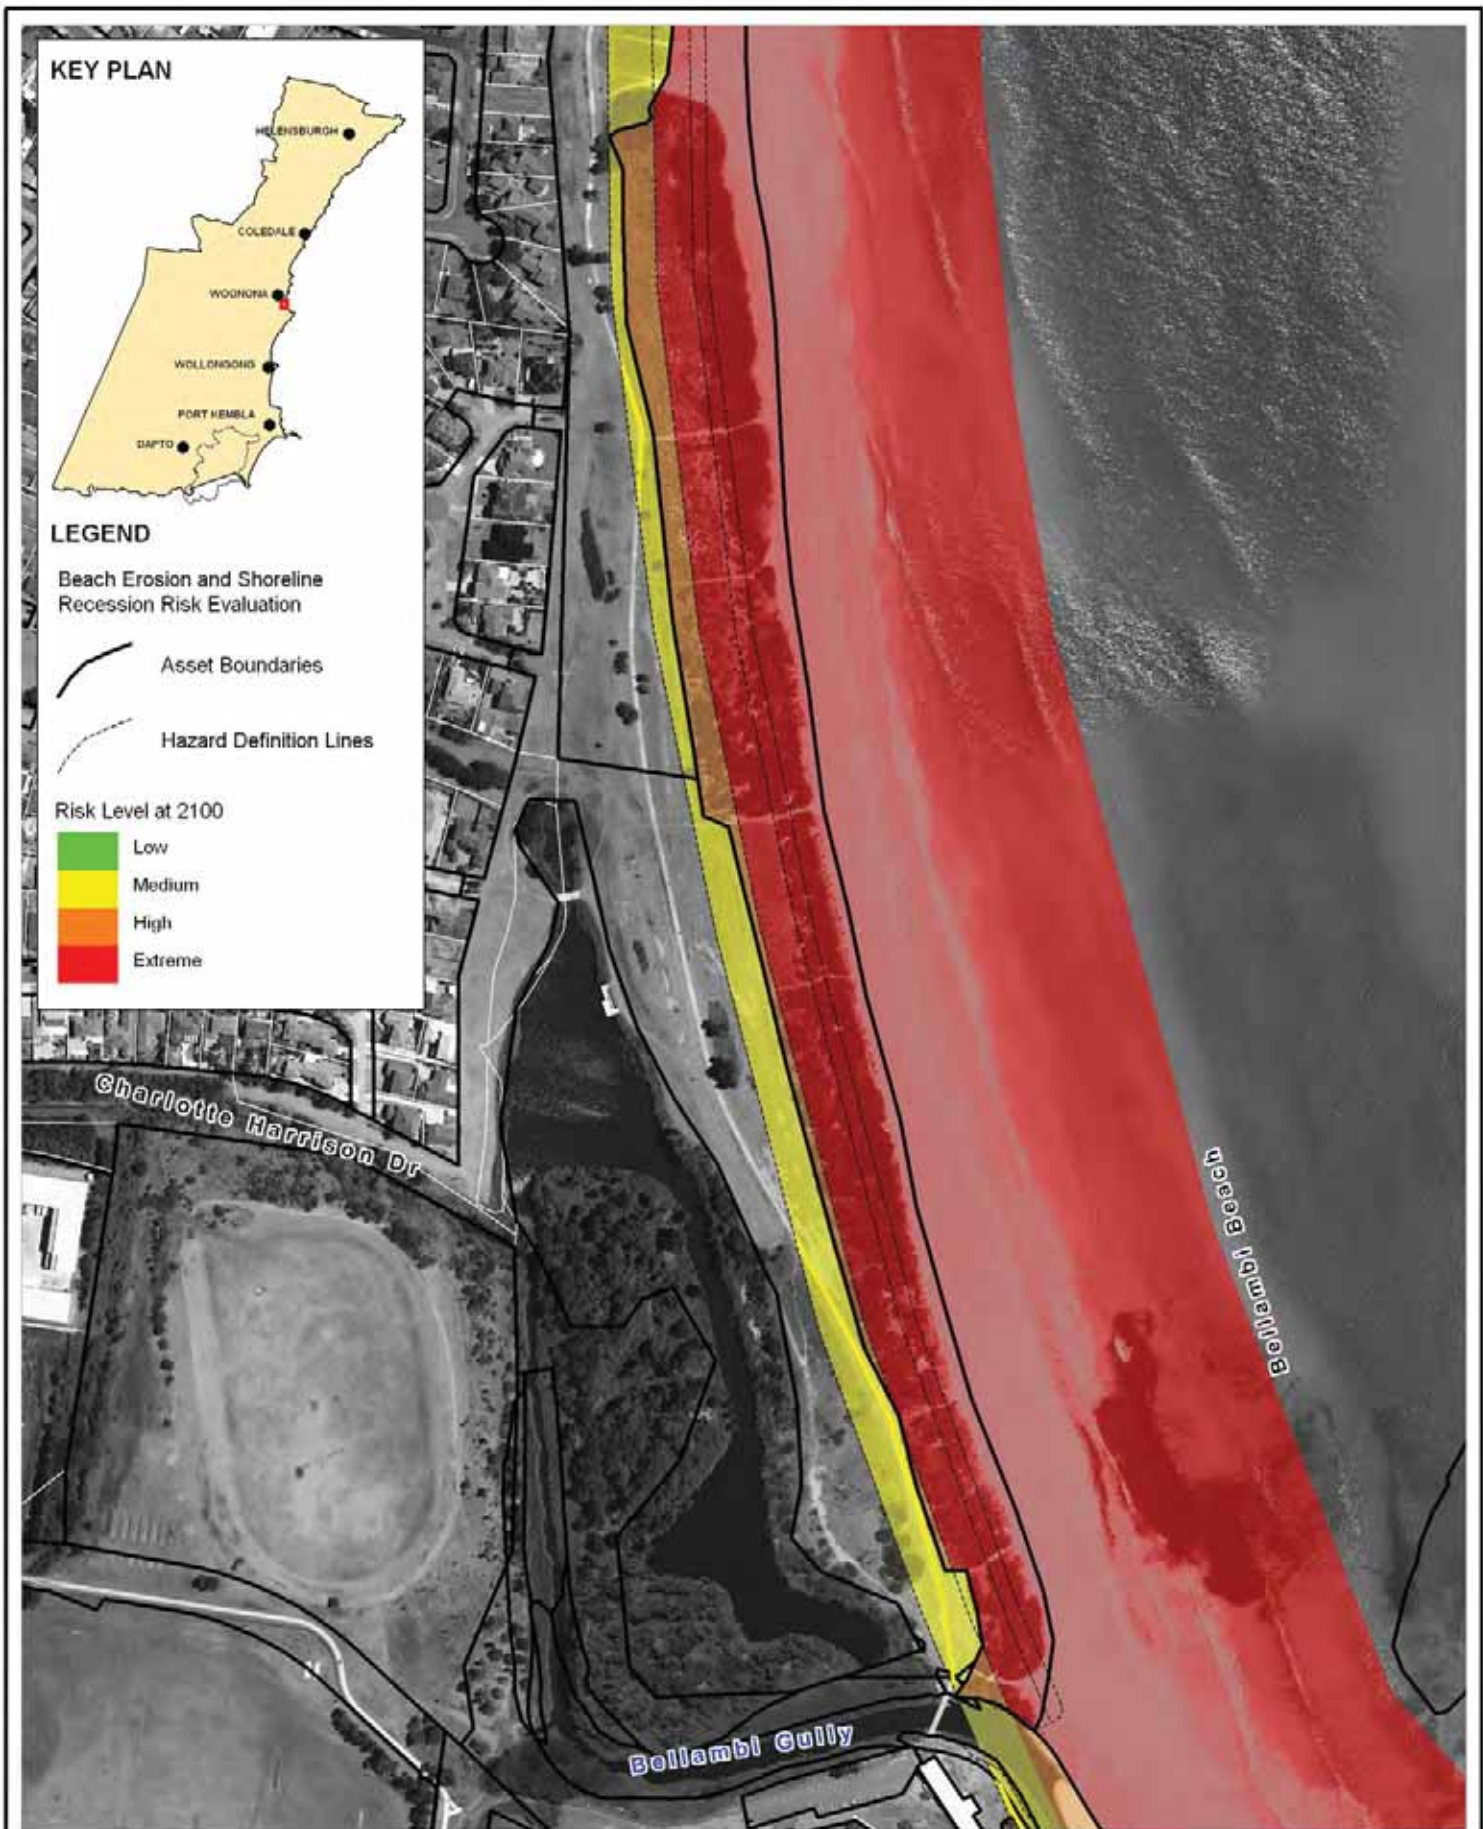 KEY PLAN
HELENSBURGH
COLEDALE
WOONONA
WOLLONGONG
PORT KEMBLA
DAPTO
LEGEND
Beach Erosion and Shoreline
Recession Risk Evaluation
Asset Boundaries
Hazard Definition Lines
Risk Level at 2100
Low
Medium
High
Extreme
Charlotte Harrison Dr
Bellambi Beach
Bellambi Gully